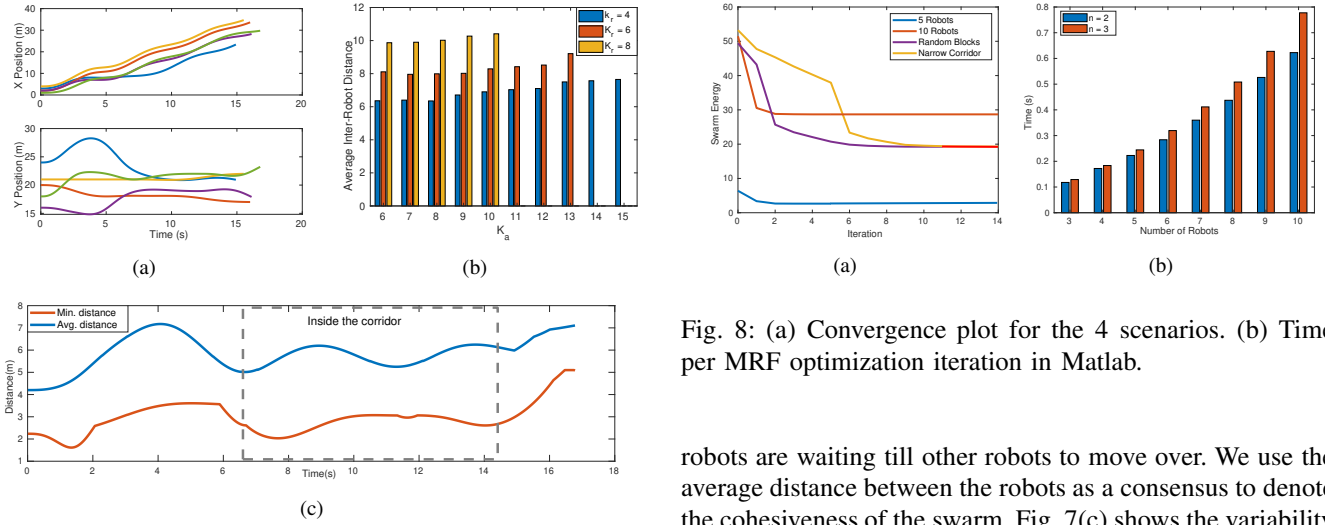 X Position (m)
40
30
20
10
0
0 5 10 15 20
Y Position (m)
30
25
20
15
0 5 10 15 20
Time (s)
(a)
Average Inter-Robot Distance
12
10
8
6
4
2
0
6 7 8 9 10 11 12 13 14 15
K_a
k_r = 4
K_r = 6
K_r = 8
(b)
Distance(m)
8
7
6
5
4
3
2
1
Min. distance
Avg. distance
Inside the corridor
0 2 4 6 8 10 12 14 16 18
Time(s)
(c)
Swarm Energy
60
50
40
30
20
10
0
0 2 4 6 8 10 12 14
Iteration
5 Robots
10 Robots
Random Blocks
Narrow Corridor
(a)
Time (s)
0.8
0.7
0.6
0.5
0.4
0.3
0.2
0.1
0
n = 2
n = 3
3 4 5 6 7 8 9 10
Number of Robots
(b)
Fig. 8: (a) Convergence plot for the 4 scenarios. (b) Time
per MRF optimization iteration in Matlab.
robots are waiting till other robots to move over. We use the
average distance between the robots as a consensus to denote
the cohesiveness of the swarm. Fig. 7(c) shows the variability